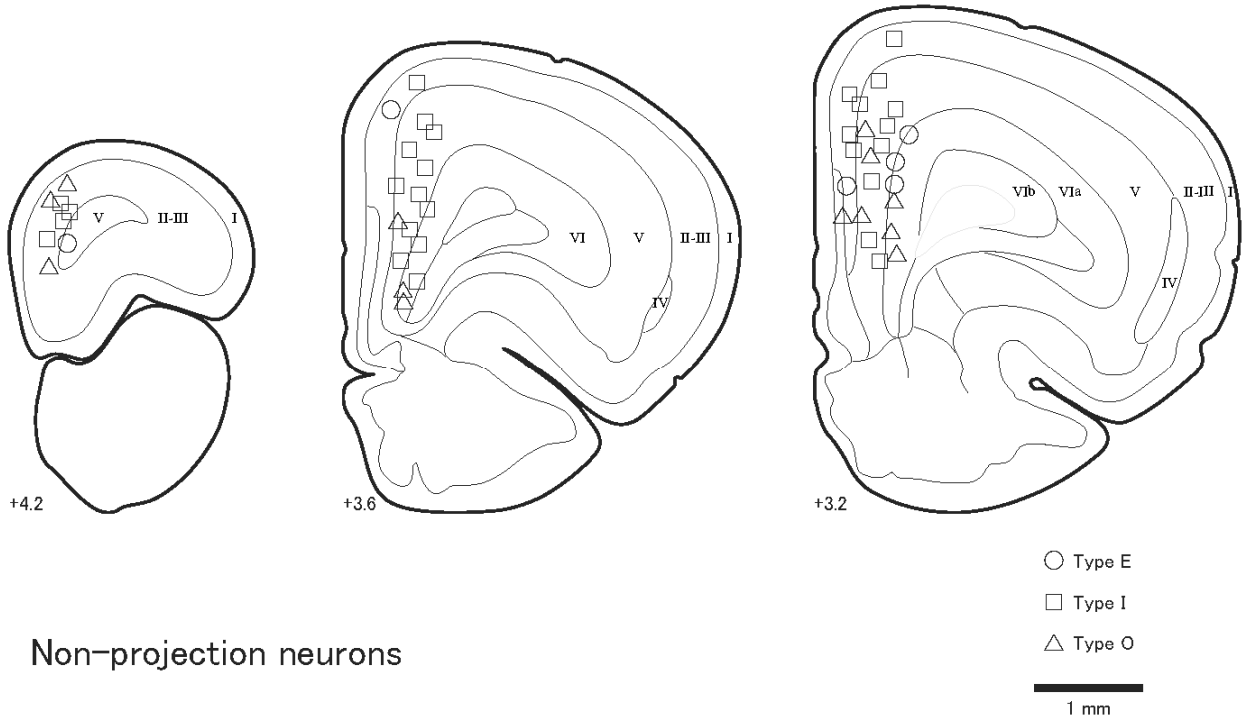 V II-III I
+4.2
VI V II-III I
IV
+3.6
VIb VIa V II-III I
IV
+3.2
Type E
Type I
Type O
Non-projection neurons
1 mm